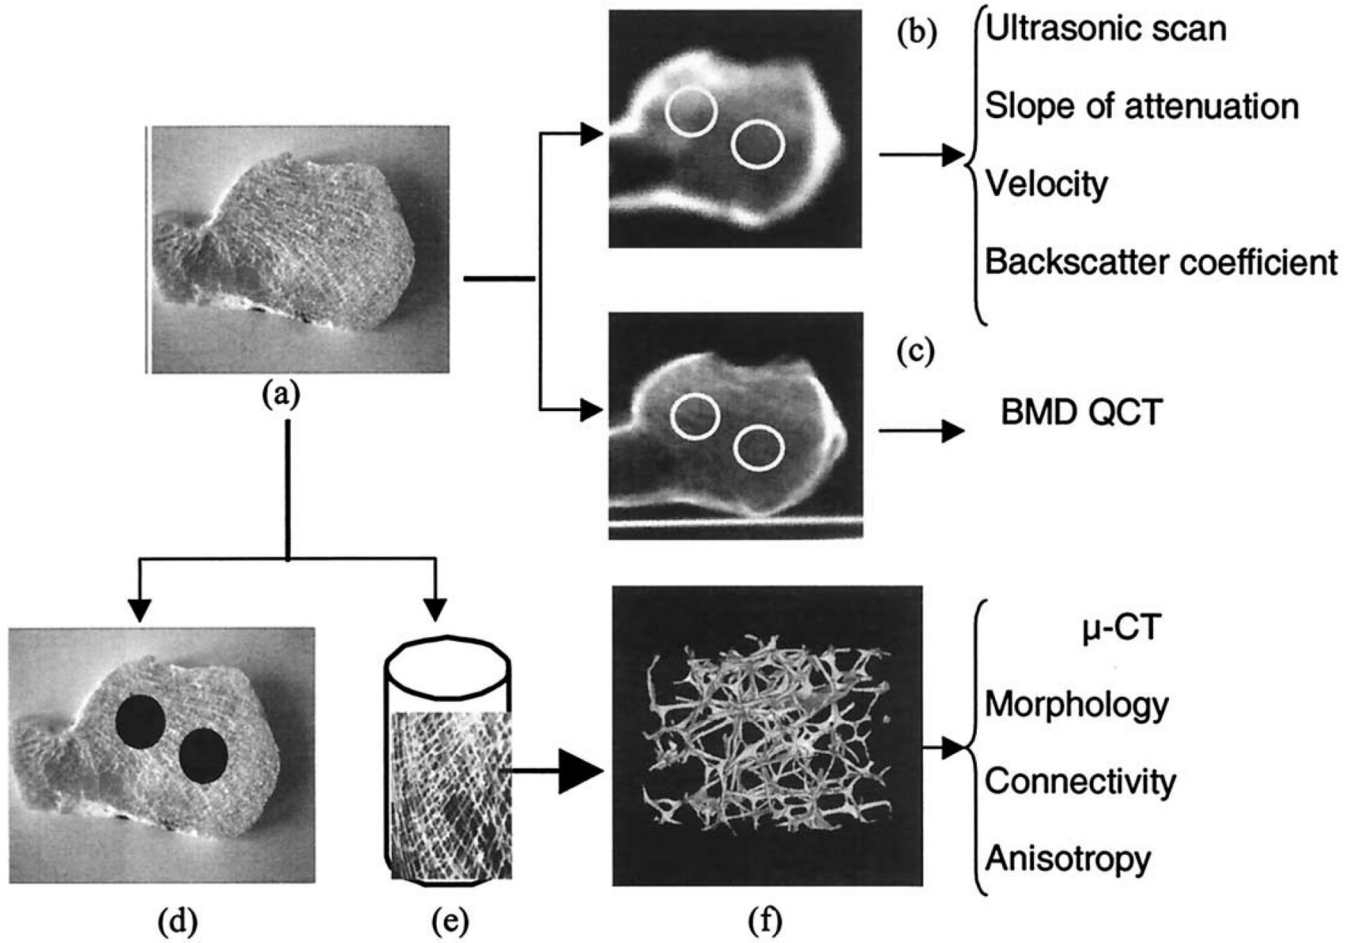 (b)
Ultrasonic scan
Slope of attenuation
Velocity
Backscatter coefficient
(a)
(c)
BMD QCT
µ-CT
Morphology
Connectivity
Anisotropy
(d)
(e)
(f)